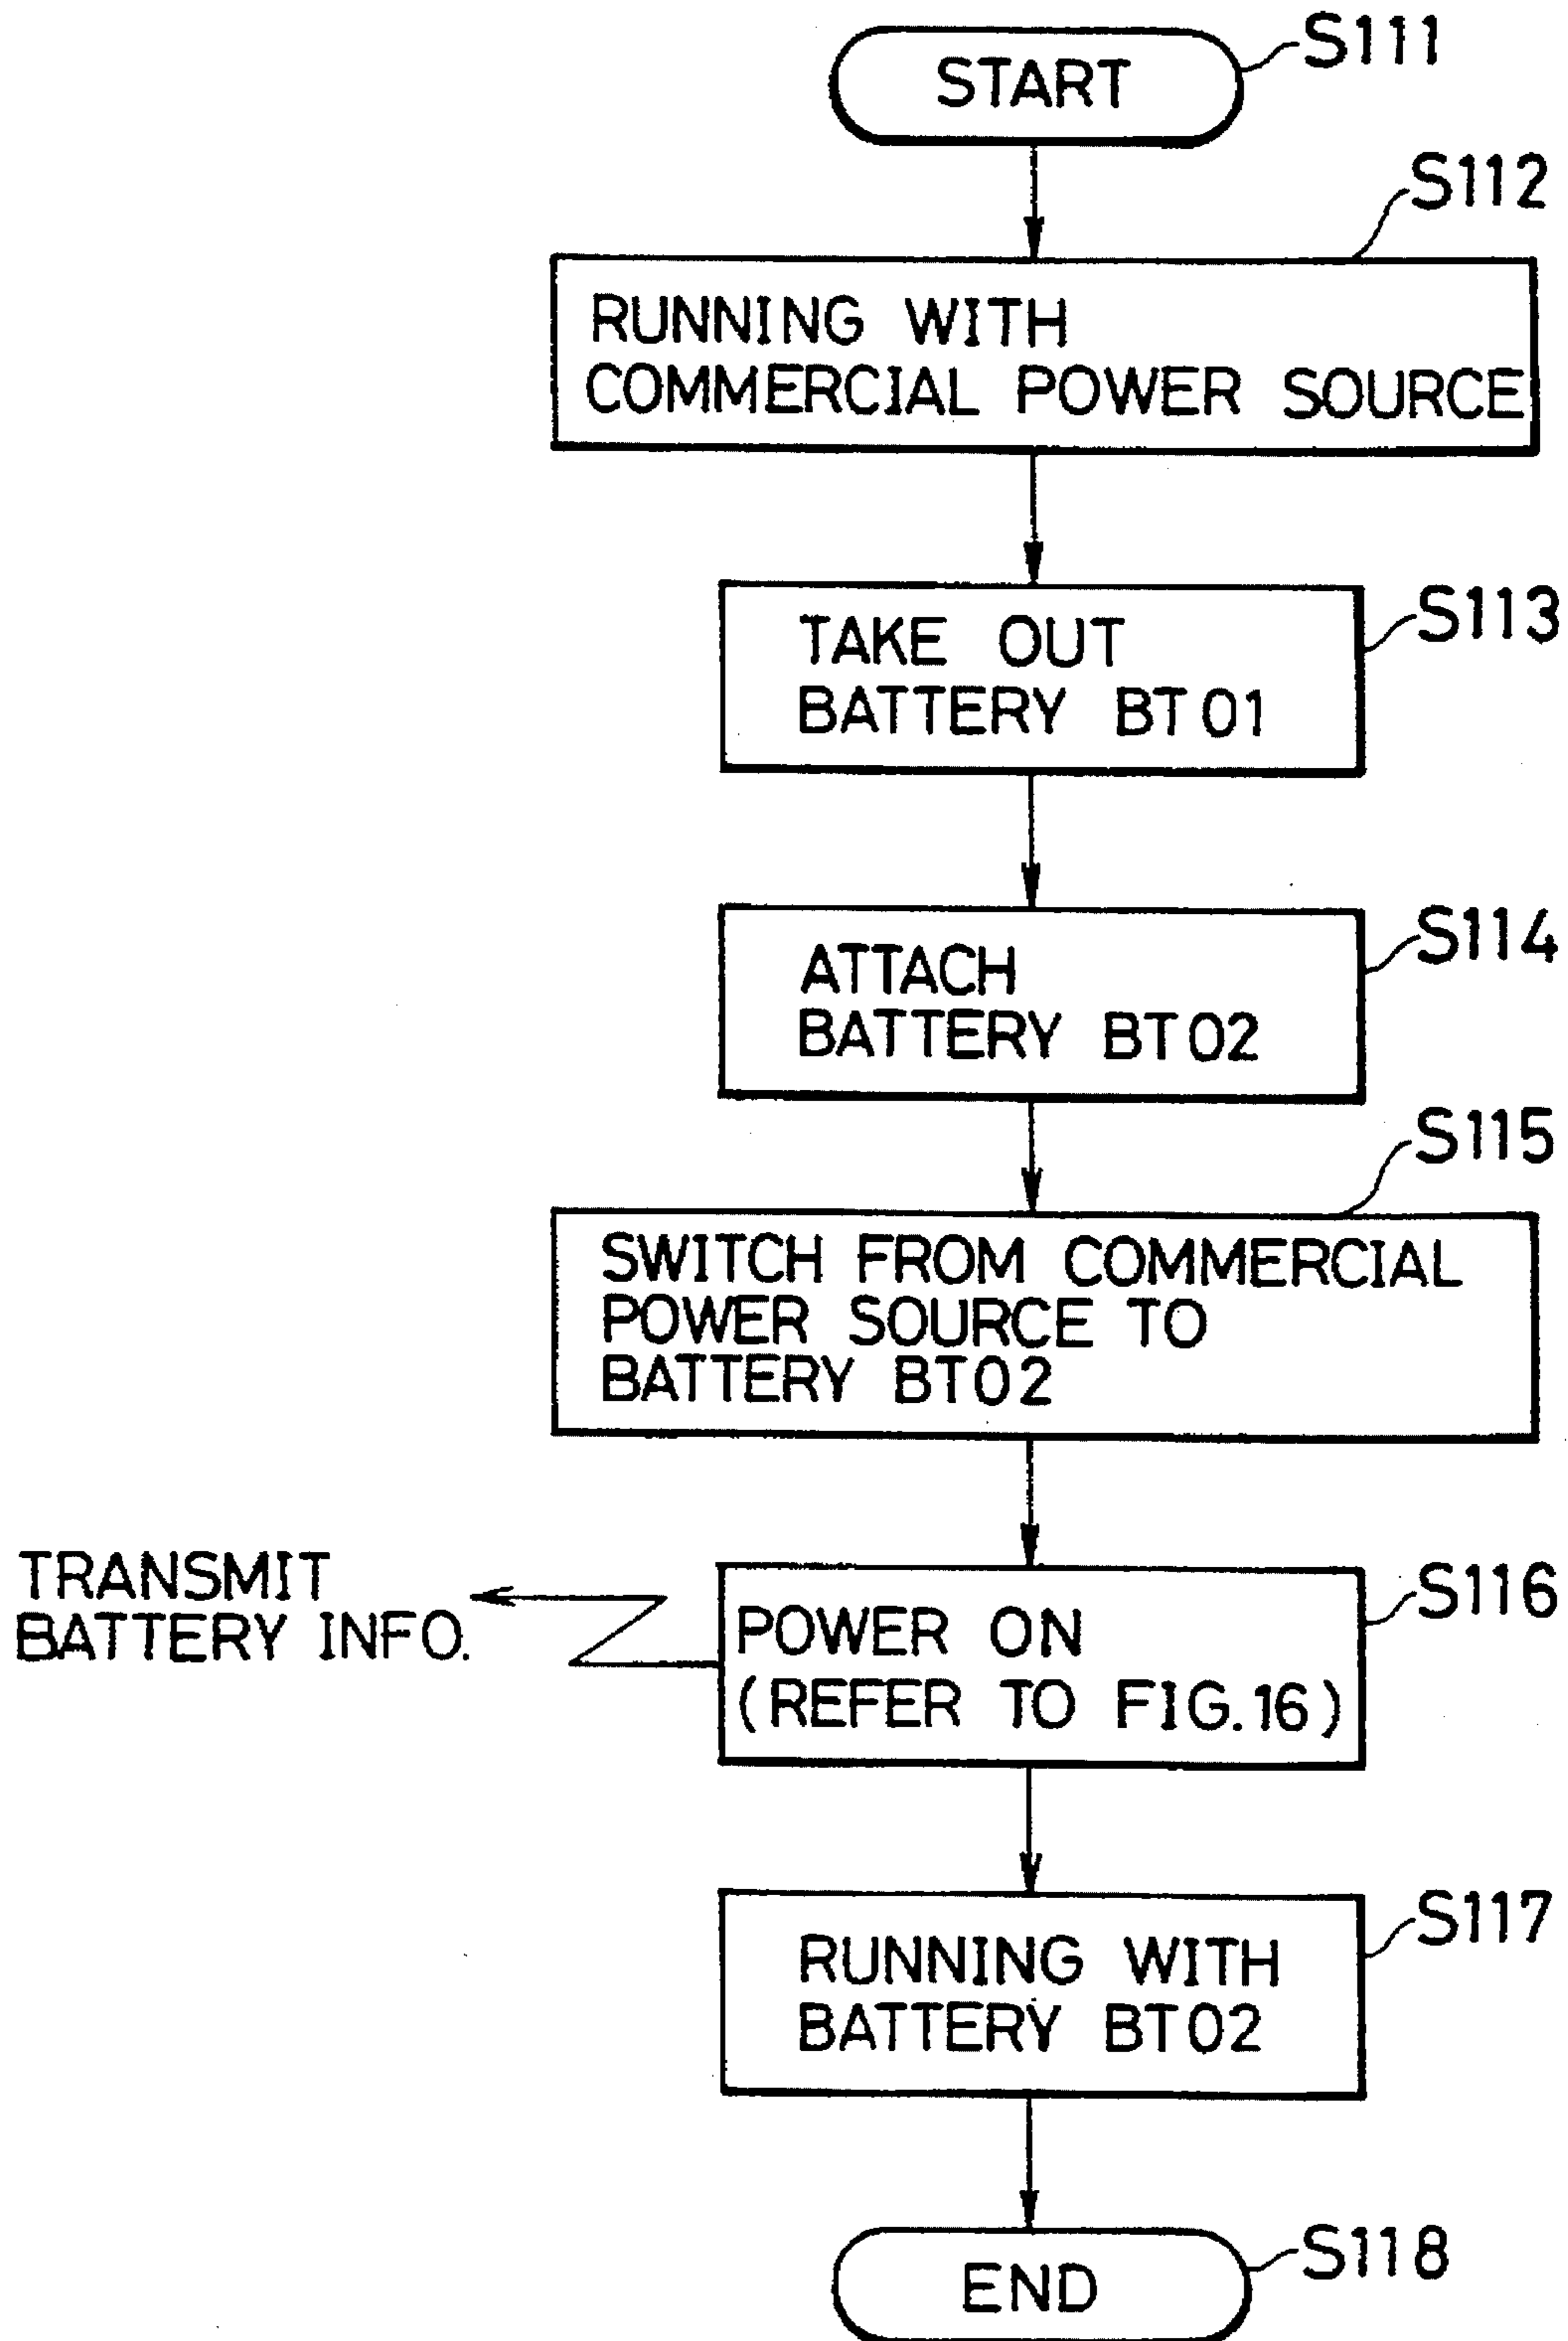 START
S111
S112
RUNNING WITH
COMMERCIAL POWER SOURCE
S113
TAKE OUT
BATTERY BT01
S114
ATTACH
BATTERY BT02
S115
SWITCH FROM COMMERCIAL
POWER SOURCE TO
BATTERY BT02
TRANSMIT
BATTERY INFO.
S116
POWER ON
(REFER TO FIG.16)
S117
RUNNING WITH
BATTERY BT02
S118
END